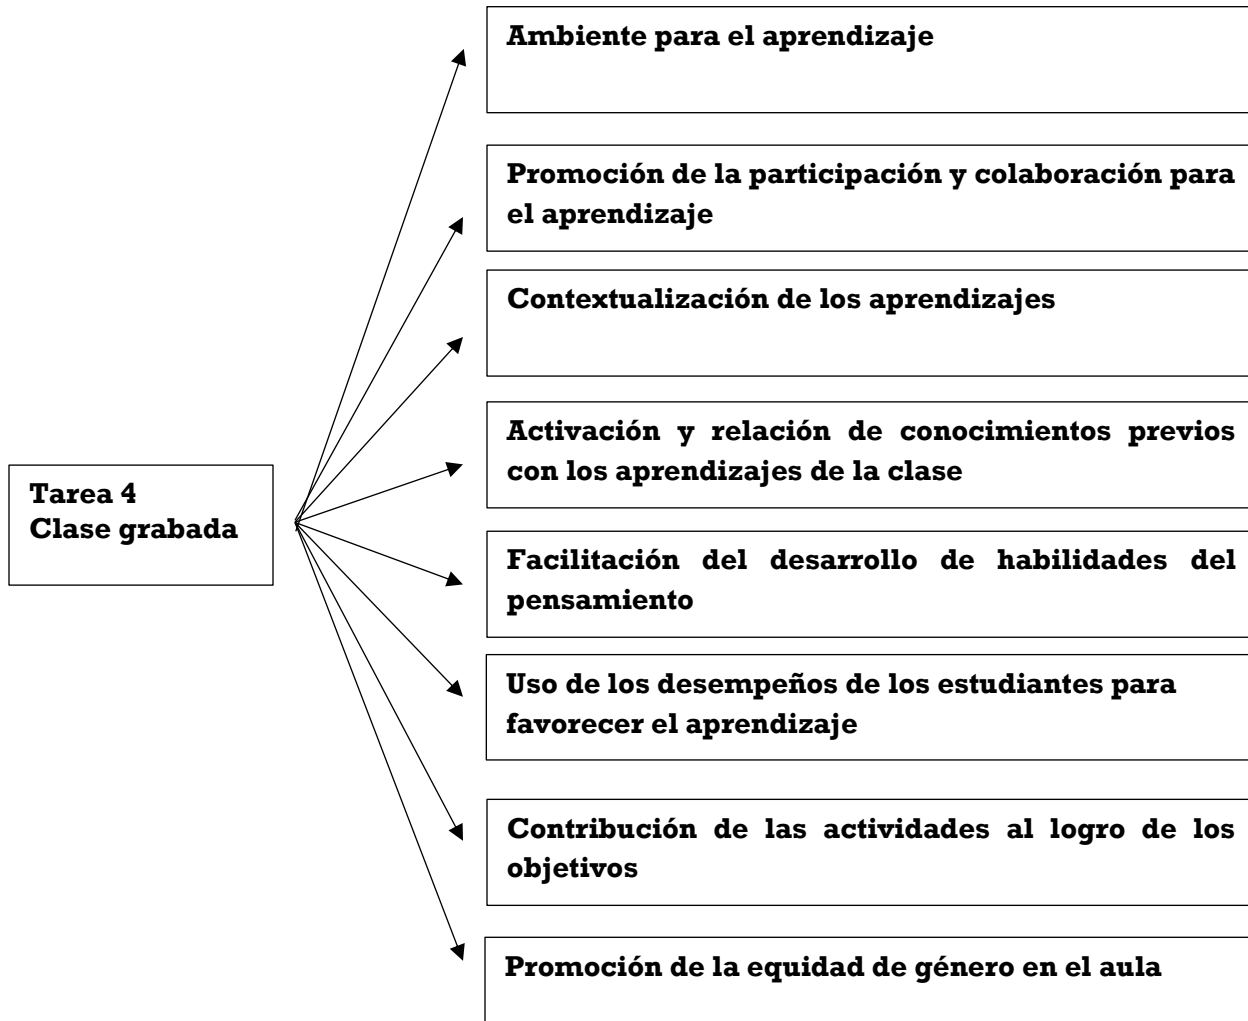 Ambiente para el aprendizaje
Promoción de la participación y colaboración para
el aprendizaje
Contextualización de los aprendizajes
Activación y relación de conocimientos previos
con los aprendizajes de la clase
Tarea 4
Clase grabada
Facilitación del desarrollo de habilidades del
pensamiento
Uso de los desempeños de los estudiantes para
favorecer el aprendizaje
Contribución de las actividades al logro de los
objetivos
Promoción de la equidad de género en el aula